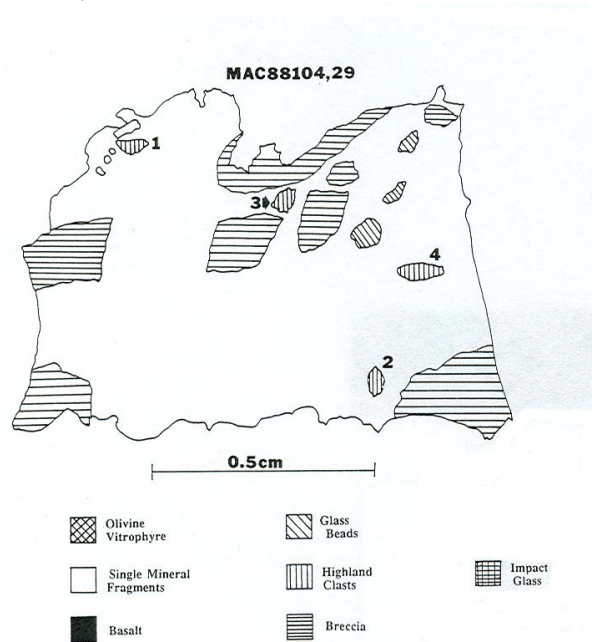 MAC88104,29
1
3
4
2
0.5cm
Olivine
Vitrophyre
Glass
Beads
Single Mineral
Fragments
Highland
Clasts
Impact
Glass
Basalt
Breccia